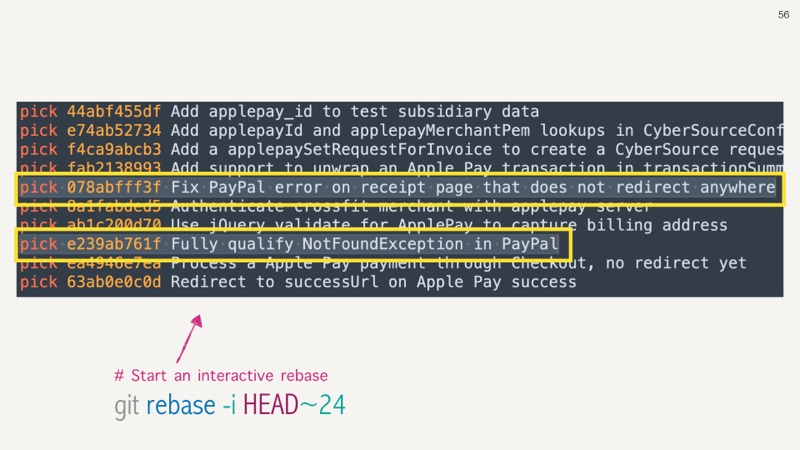 56
pick 44abf455df Add applepay_id to test subsidiary data
pick e74ab52734 Add applepayId and applepayMerchantPem lookups in CyberSourceConf
pick f4ca9abcb3 Add a applepaySetRequestForInvoice to create a CyberSource reques
pick fab2138993 Add support to unwrap an Apple Pay transaction in transactionSumm
pick 078abfff3f Fix PayPal error on receipt page that does not redirect anywhere
pick 8a1fabded5 Authenticate crossfit merchant with applepay server
pick ab1c200d70 Use jQuery validate for ApplePay to capture billing address
pick e239ab761f Fully qualify NotFoundException in PayPal
pick ea4946e7ea Process a Apple Pay payment through Checkout, no redirect yet
pick 63ab0e0c0d Redirect to successUrl on Apple Pay success
# Start an interactive rebase
git rebase -i HEAD~24